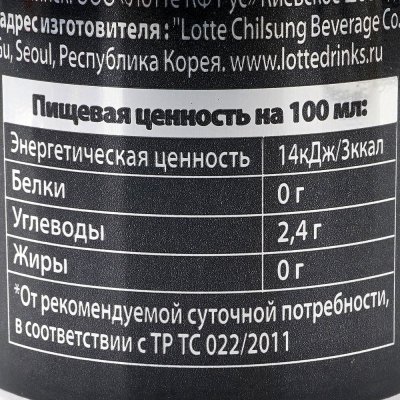 адрес изготовителя: "Lotte Chilsung Beverage Co.
Seoul, Республика Корея. www.lottedrinks.ru
Пищевая ценность на 100 мл:
Энергетическая ценность 14кДж/3ккал
Белки 0 г
Углеводы 2,4 г
Жиры 0 г
*От рекомендуемой суточной потребности,
в соответствии с ТР ТС 022/2011